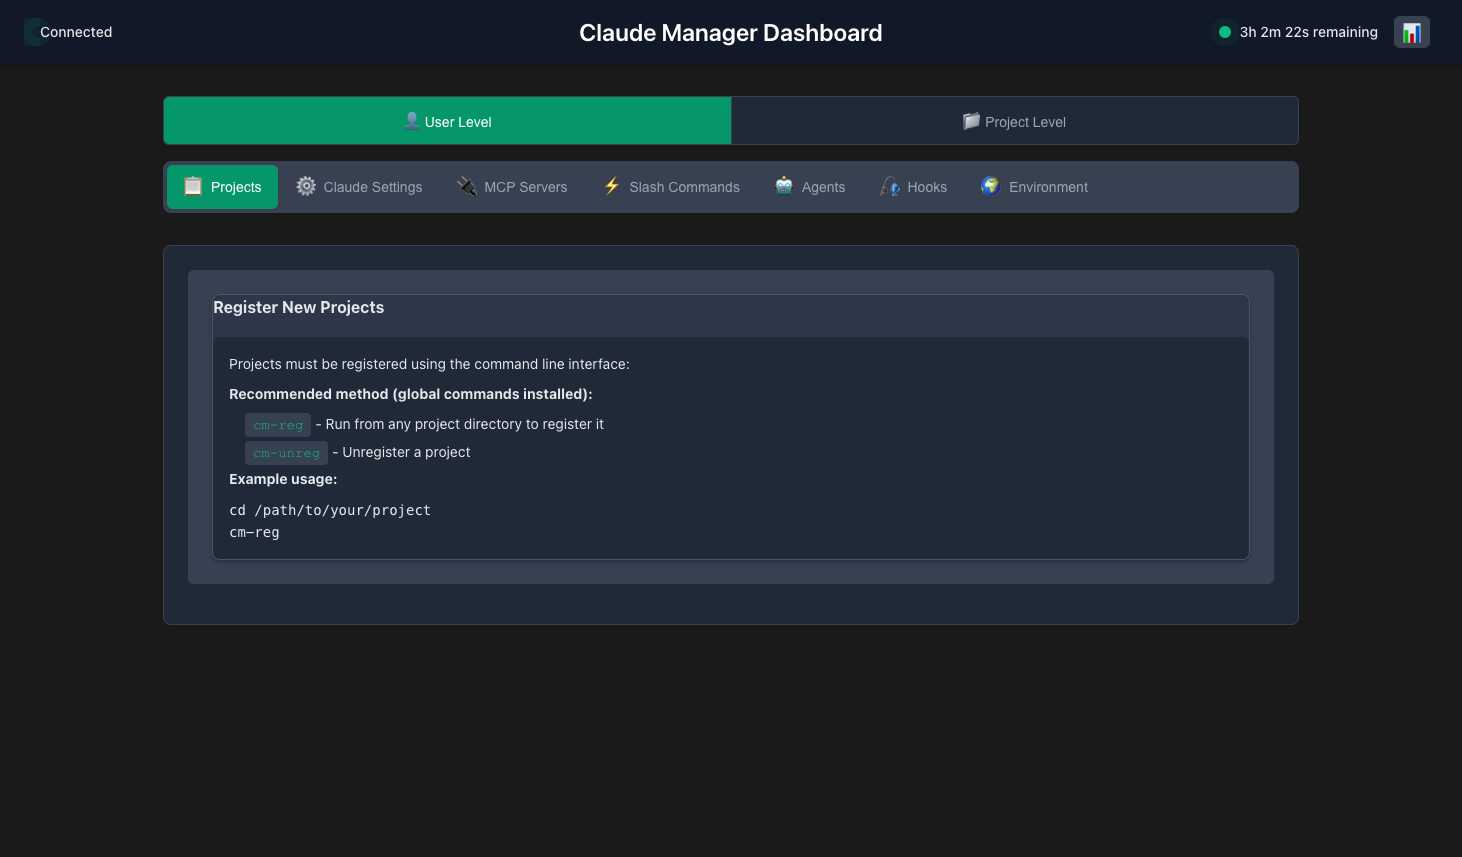 Connected
Claude Manager Dashboard
3h 2m 22s remaining
User Level
Project Level
Projects
Claude Settings
MCP Servers
Slash Commands
Agents
Hooks
Environment
Register New Projects
Projects must be registered using the command line interface:
Recommended method (global commands installed):
cm-reg - Run from any project directory to register it
cm-unreg - Unregister a project
Example usage:
cd /path/to/your/project
cm-reg